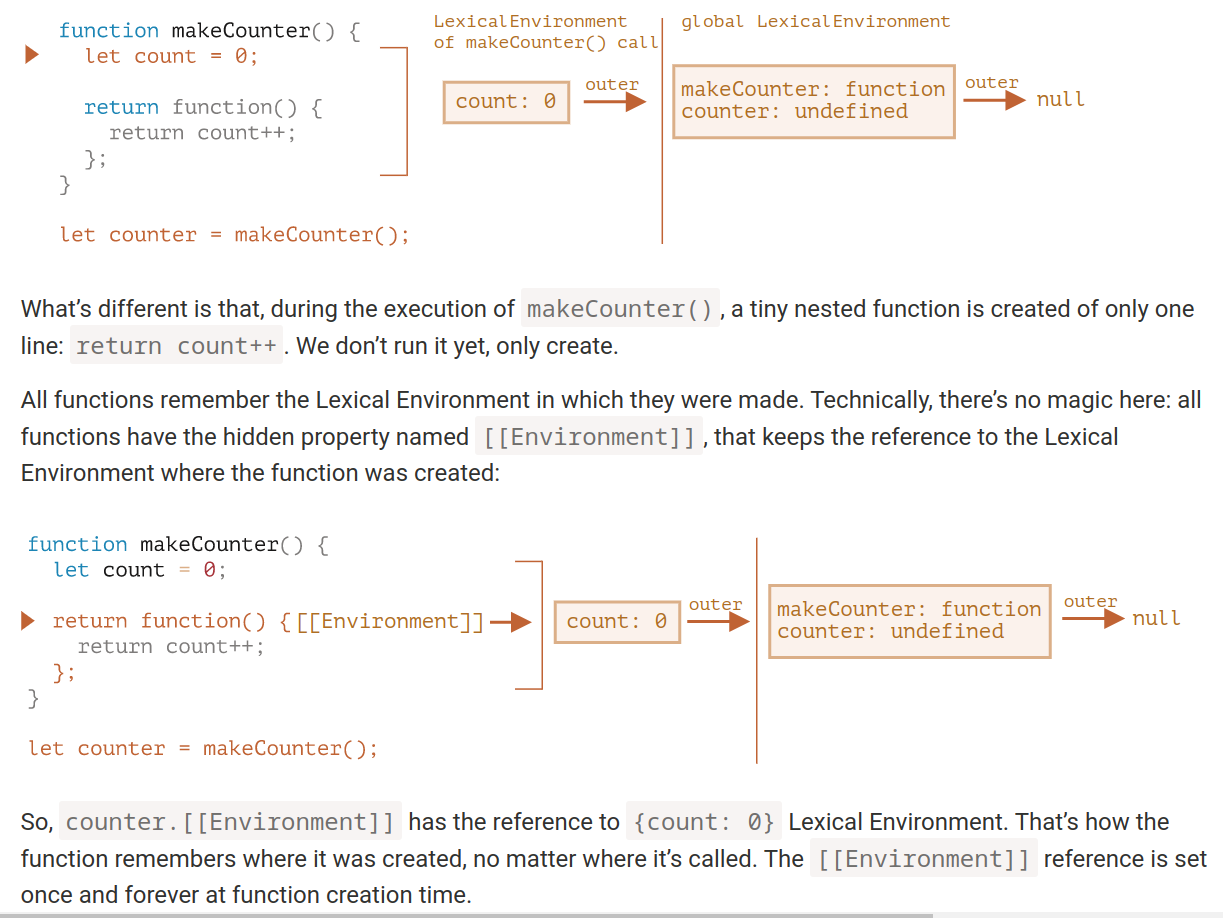 function makeCounter() {
let count = 0;
return function() {
return count++;
};
}
let counter = makeCounter();
LexicalEnvironment
of makeCounter() call
count: 0
outer
global LexicalEnvironment
makeCounter: function
counter: undefined
outer
null
What’s different is that, during the execution of makeCounter(), a tiny nested function is created of only one
line: return count++. We don’t run it yet, only create.
All functions remember the Lexical Environment in which they were made. Technically, there’s no magic here: all
functions have the hidden property named [[Environment]], that keeps the reference to the Lexical
Environment where the function was created:
function makeCounter() {
let count = 0;
return function() {[[Environment]]
return count++;
};
}
let counter = makeCounter();
count: 0
outer
makeCounter: function
counter: undefined
outer
null
So, counter.[[Environment]] has the reference to {count: 0} Lexical Environment. That’s how the
function remembers where it was created, no matter where it’s called. The [[Environment]] reference is set
once and forever at function creation time.